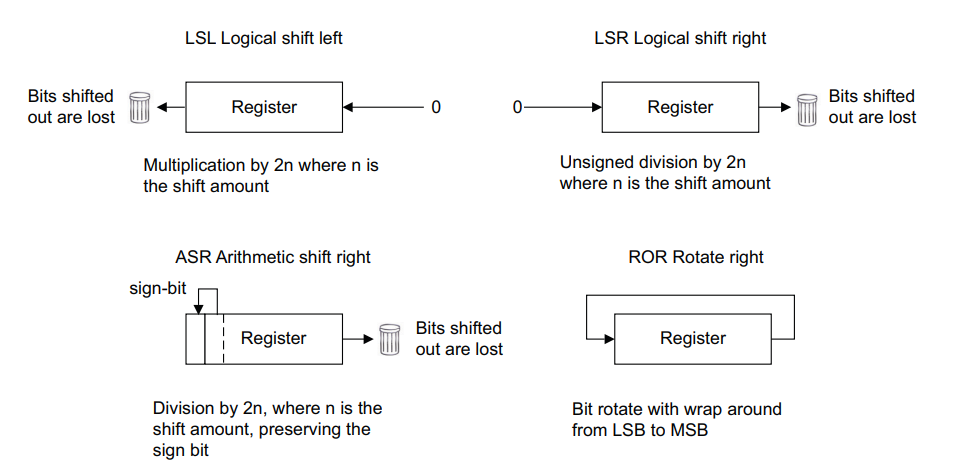 LSL Logical shift left
Bits shifted
out are lost
Register
0
Multiplication by 2n where n is
the shift amount
LSR Logical shift right
0
Register
Bits shifted
out are lost
Unsigned division by 2n
where n is the shift amount
ASR Arithmetic shift right
sign-bit
Register
Bits shifted
out are lost
Division by 2n, where n is the
shift amount, preserving the
sign bit
ROR Rotate right
Register
Bit rotate with wrap around
from LSB to MSB